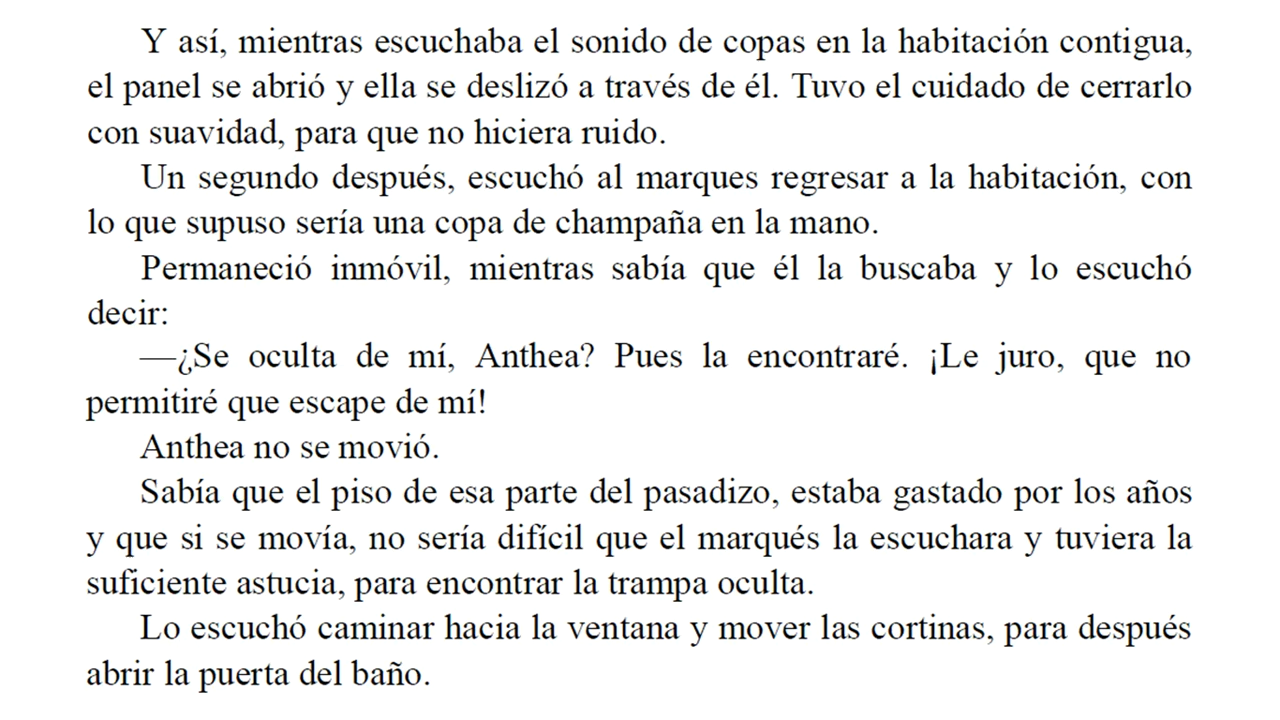 Y así, mientras escuchaba el sonido de copas en la habitación contigua,
el panel se abrió y ella se deslizó a través de él. Tuvo el cuidado de cerrarlo
con suavidad, para que no hiciera ruido.
Un segundo después, escuchó al marques regresar a la habitación, con
lo que supuso sería una copa de champaña en la mano.
Permaneció inmóvil, mientras sabía que él la buscaba y lo escuchó
decir:
—¿Se oculta de mí, Anthea? Pues la encontraré. ¡Le juro, que no
permitiré que escape de mí!
Anthea no se movió.
Sabía que el piso de esa parte del pasadizo, estaba gastado por los años
y que si se movía, no sería difícil que el marqués la escuchara y tuviera la
suficiente astucia, para encontrar la trampa oculta.
Lo escuchó caminar hacia la ventana y mover las cortinas, para después
abrir la puerta del baño.